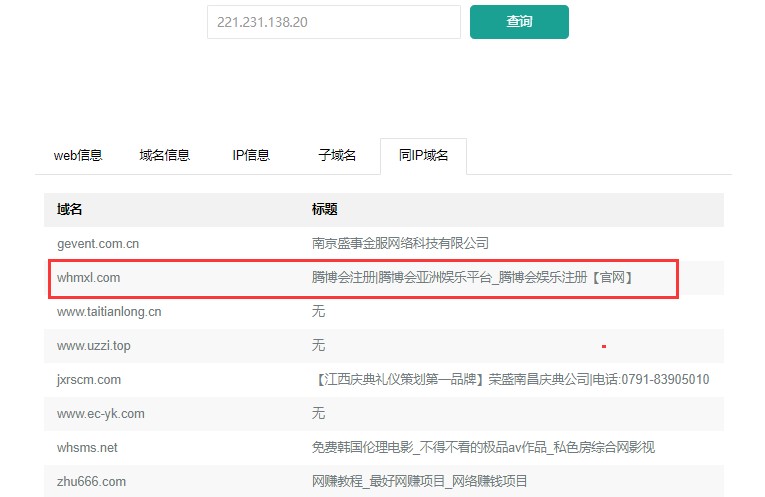 221.231.138.20 查询
web信息 域名信息 IP信息 子域名 同IP域名
域名 标题
gevent.com.cn 南京盛事金服网络科技有限公司
whmxl.com 腾博会注册|腾博会亚洲娱乐平台_腾博会娱乐注册【官网】
www.taitianlong.cn 无
www.uzzi.top 无
jxrscm.com 【江西庆典礼仪策划第一品牌】荣盛南昌庆典公司|电话:0791-83905010
www.ec-yk.com 无
whsms.net 免费韩国伦理电影_不得不看的极品av作品_私色房综合网影视
zhu666.com 网赚教程_最好网赚项目_网络赚钱项目